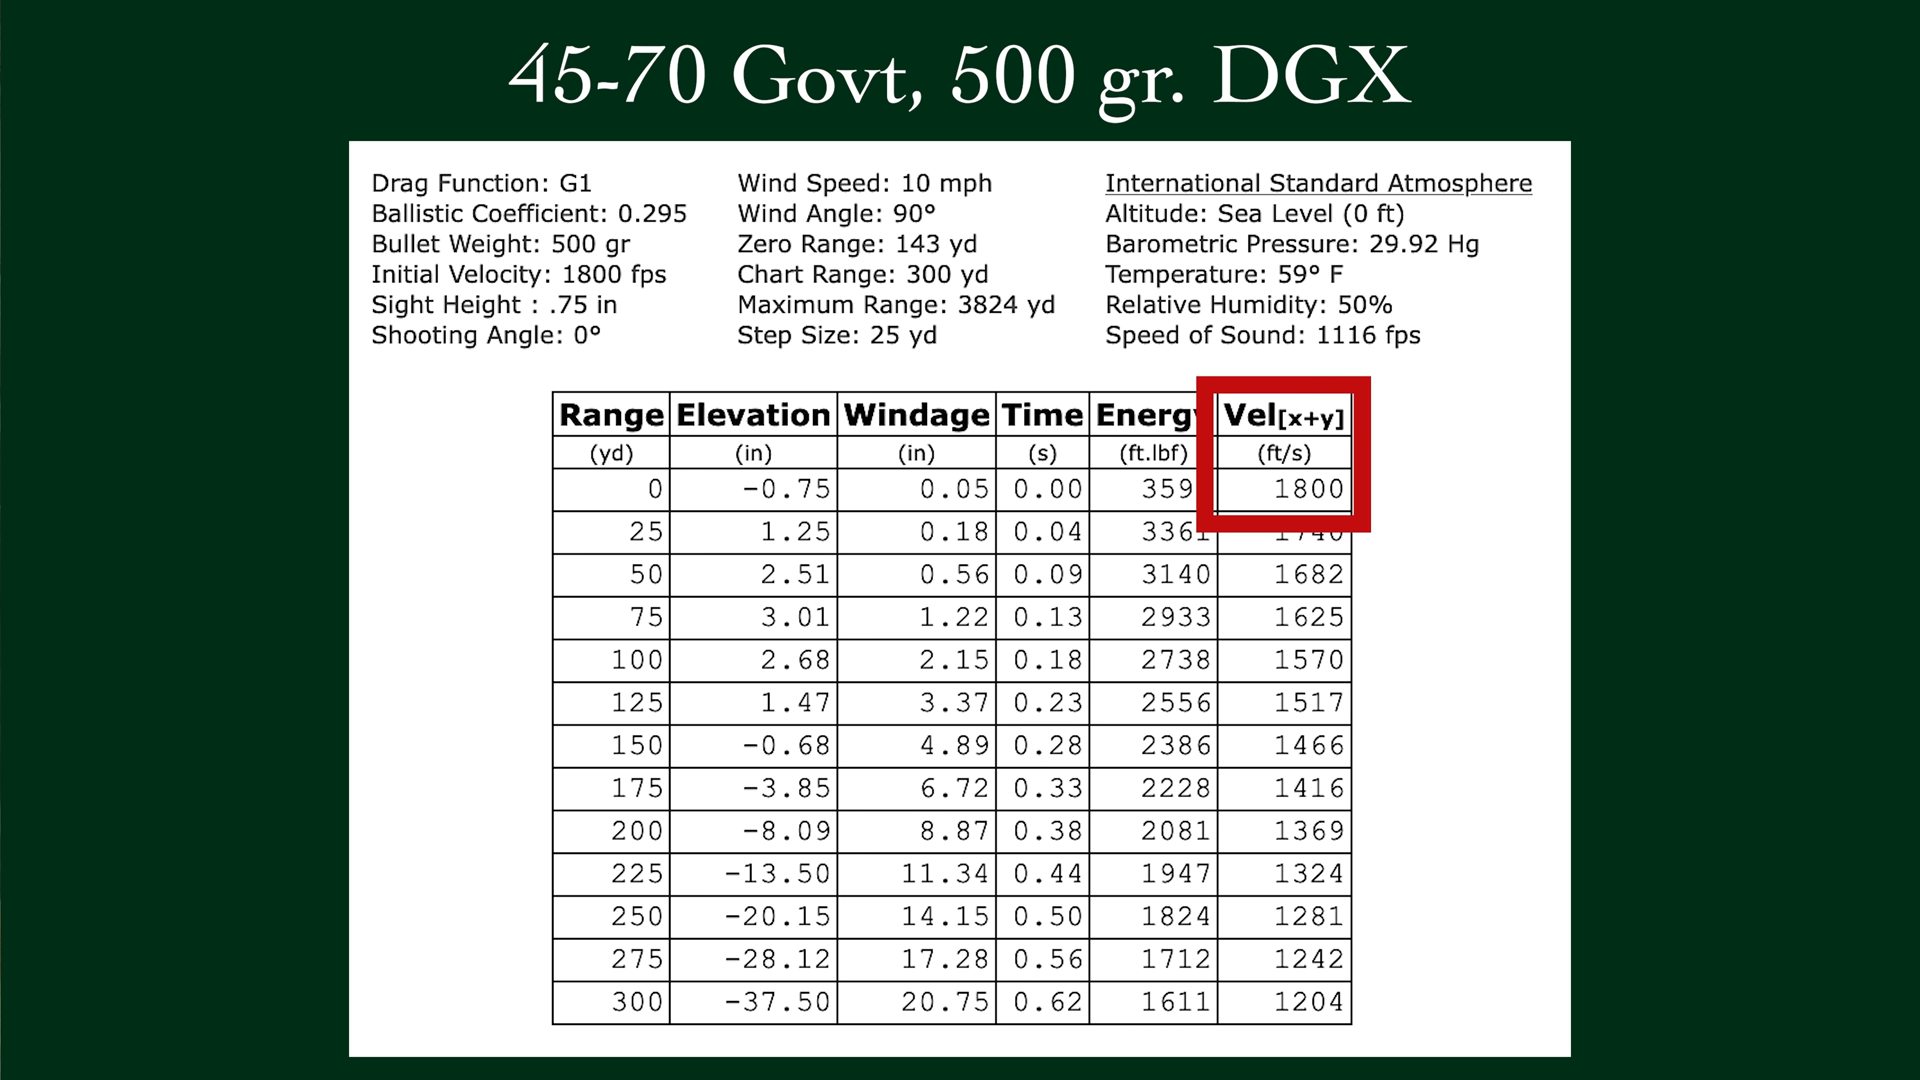 45-70 Govt, 500 gr. DGX
Drag Function: G1
Ballistic Coefficient: 0.295
Bullet Weight: 500 gr
Initial Velocity: 1800 fps
Sight Height : .75 in
Shooting Angle: 0°
Wind Speed: 10 mph
Wind Angle: 90°
Zero Range: 143 yd
Chart Range: 300 yd
Maximum Range: 3824 yd
Step Size: 25 yd
International Standard Atmosphere
Altitude: Sea Level (0 ft)
Barometric Pressure: 29.92 Hg
Temperature: 59° F
Relative Humidity: 50%
Speed of Sound: 1116 fps
Range Elevation Windage Time Energy Vel[x+y]
(yd) (in) (in) (s) (ft.lbf) (ft/s)
0 -0.75 0.05 0.00 1800
25 1.25 0.18 0.04 3361 1740
50 2.51 0.56 0.09 3140 1682
75 3.01 1.22 0.13 2933 1625
100 2.68 2.15 0.18 2738 1570
125 1.47 3.37 0.23 2556 1517
150 -0.68 4.89 0.28 2386 1466
175 -3.85 6.72 0.33 2228 1416
200 -8.09 8.87 0.38 2081 1369
225 -13.50 11.34 0.44 1947 1324
250 -20.15 14.15 0.50 1824 1281
275 -28.12 17.28 0.56 1712 1242
300 -37.50 20.75 0.62 1611 1204